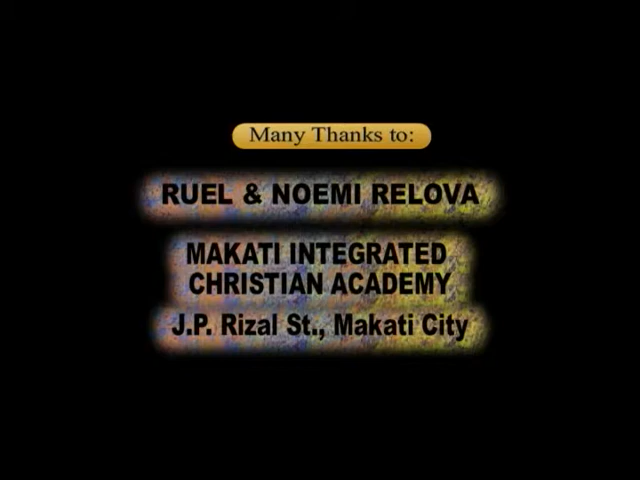 Many Thanks to:
RUEL & NOEMI RELOVA
MAKATI INTEGRATED
CHRISTIAN ACADEMY
J.P. Rizal St., Makati City